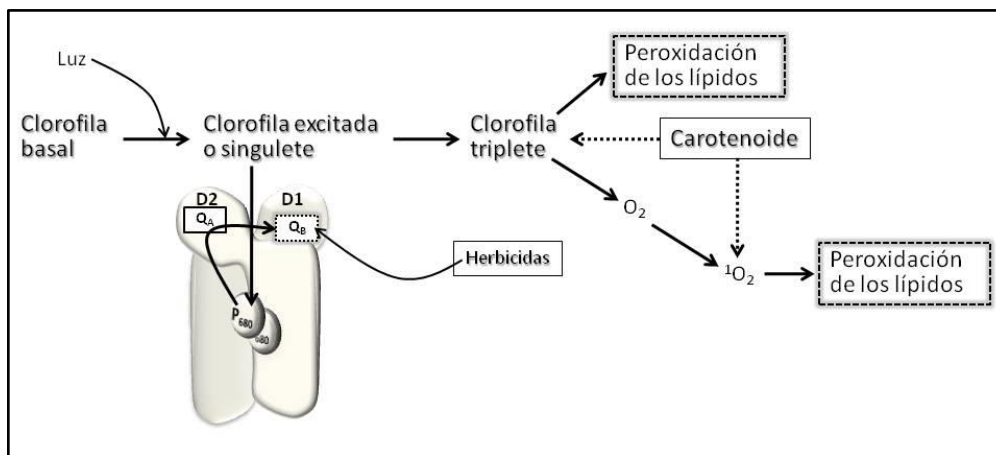 Luz
Peroxidación
de los lípidos
Clorofila
basal
Clorofila excitada
o singulete
Clorofila
triplete
Carotenoide
D2
D1
QA
QB
O2
Herbicidas
1O2
Peroxidación
de los lípidos
P680
680